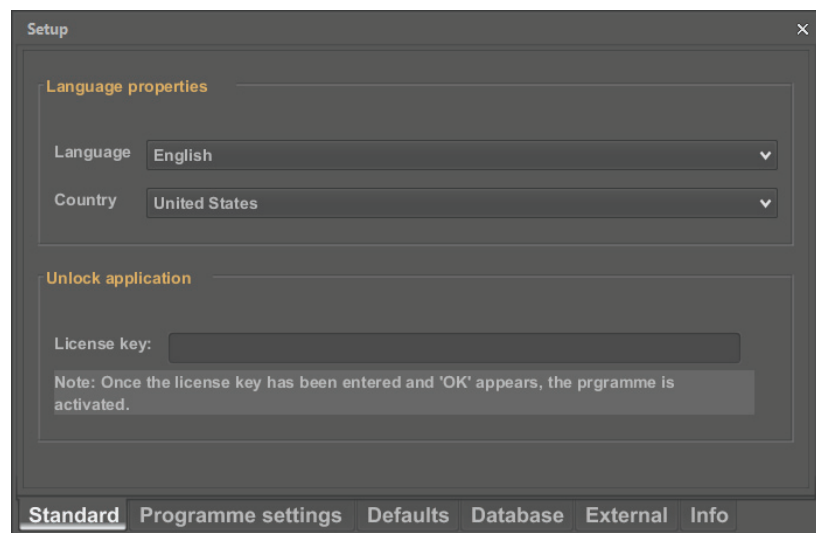 Setup
Language properties
Language English
Country United States
Unlock application
License key:
Note: Once the license key has been entered and 'OK' appears, the prgramme is
activated.
Standard Programme settings Defaults Database External Info